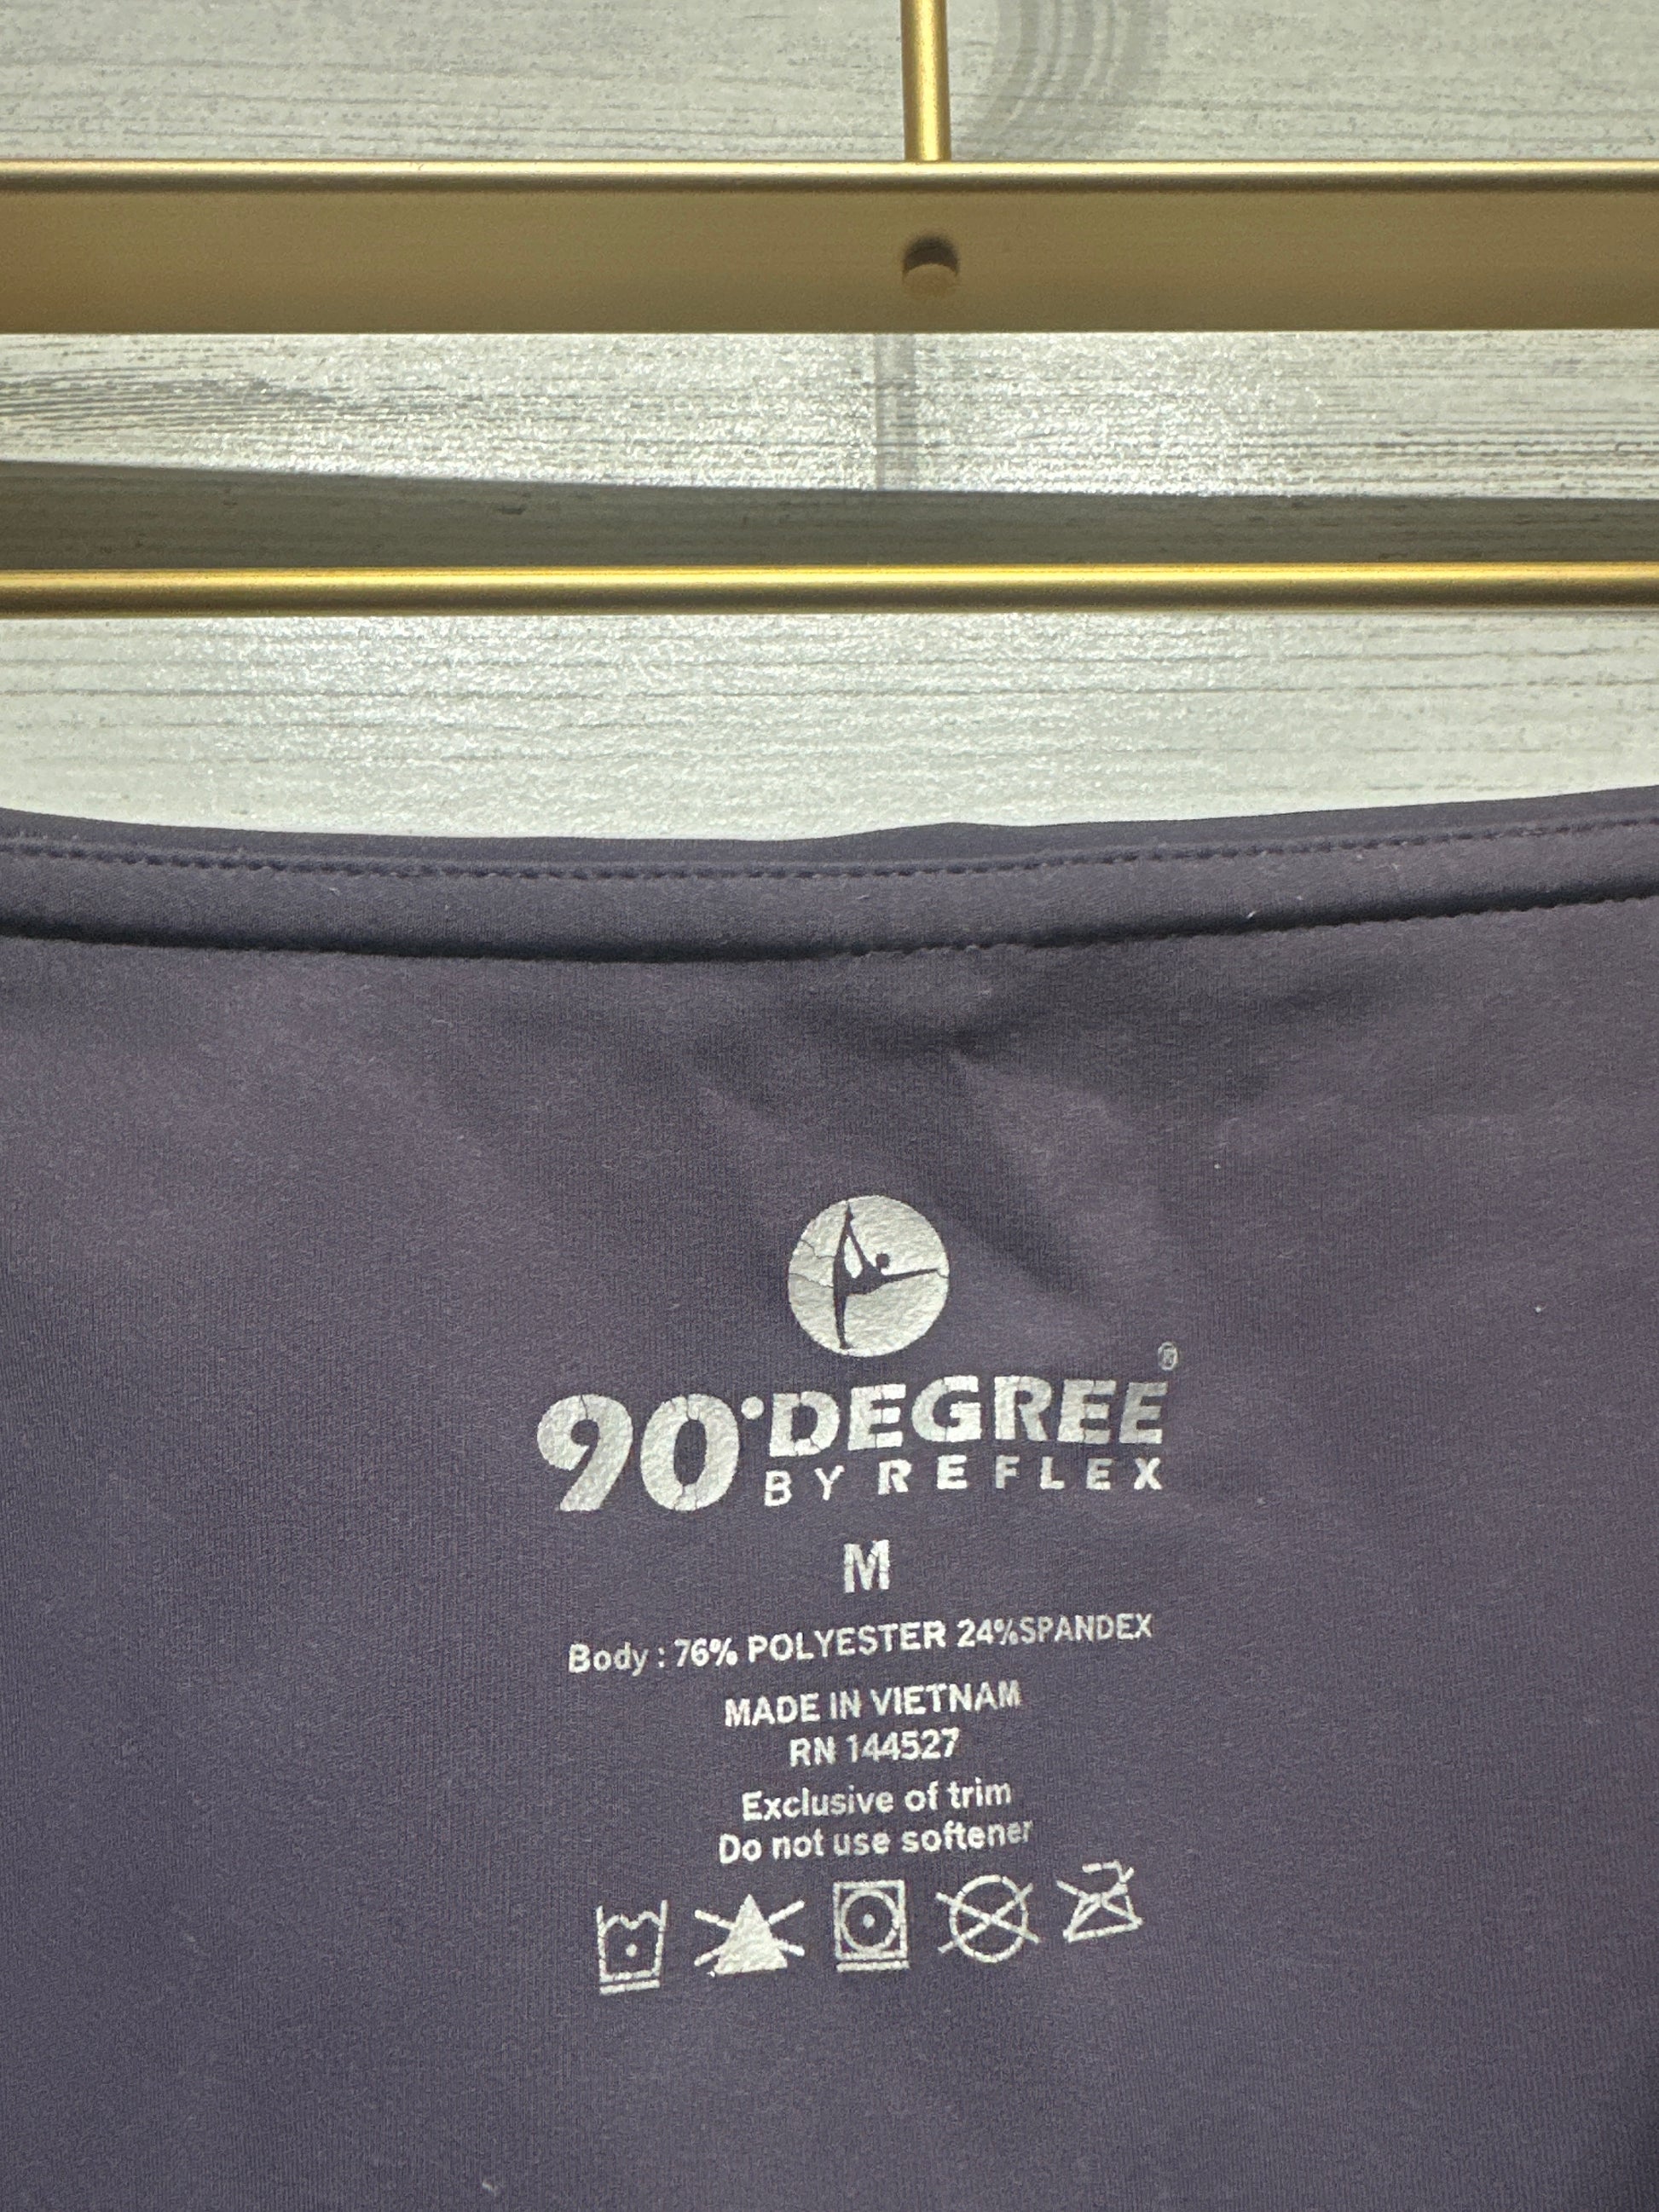 90°DEGREE®
BY REFLEX
M
Body : 76% POLYESTER 24%SPANDEX
MADE IN VIETNAM
RN 144527
Exclusive of trim
Do not use softener